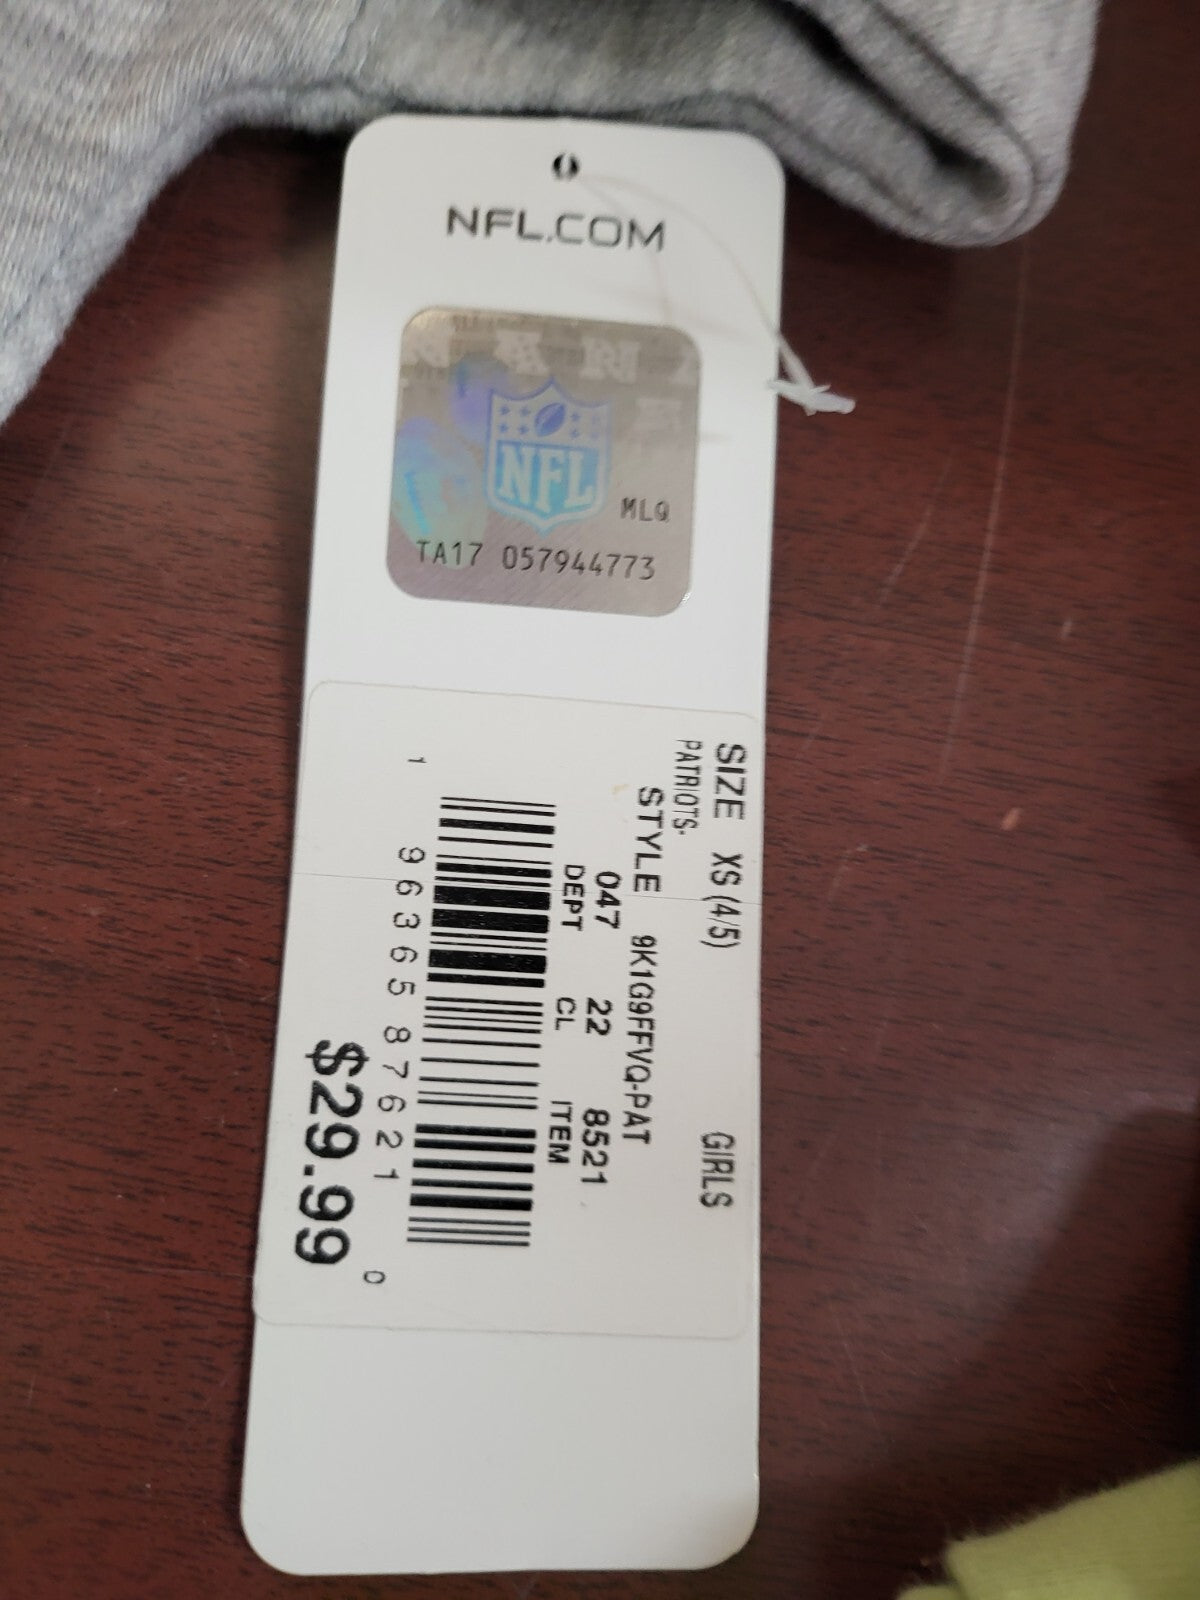 NFL.COM
NFL
MLQ
TA17 057944773
SIZE XS (4/5) GIRLS
PATRIOTS-
STYLE 9K1G9FFVQ-PAT
047 22 8521
DEPT CL ITEM
1 96365 87621 0
$29.99